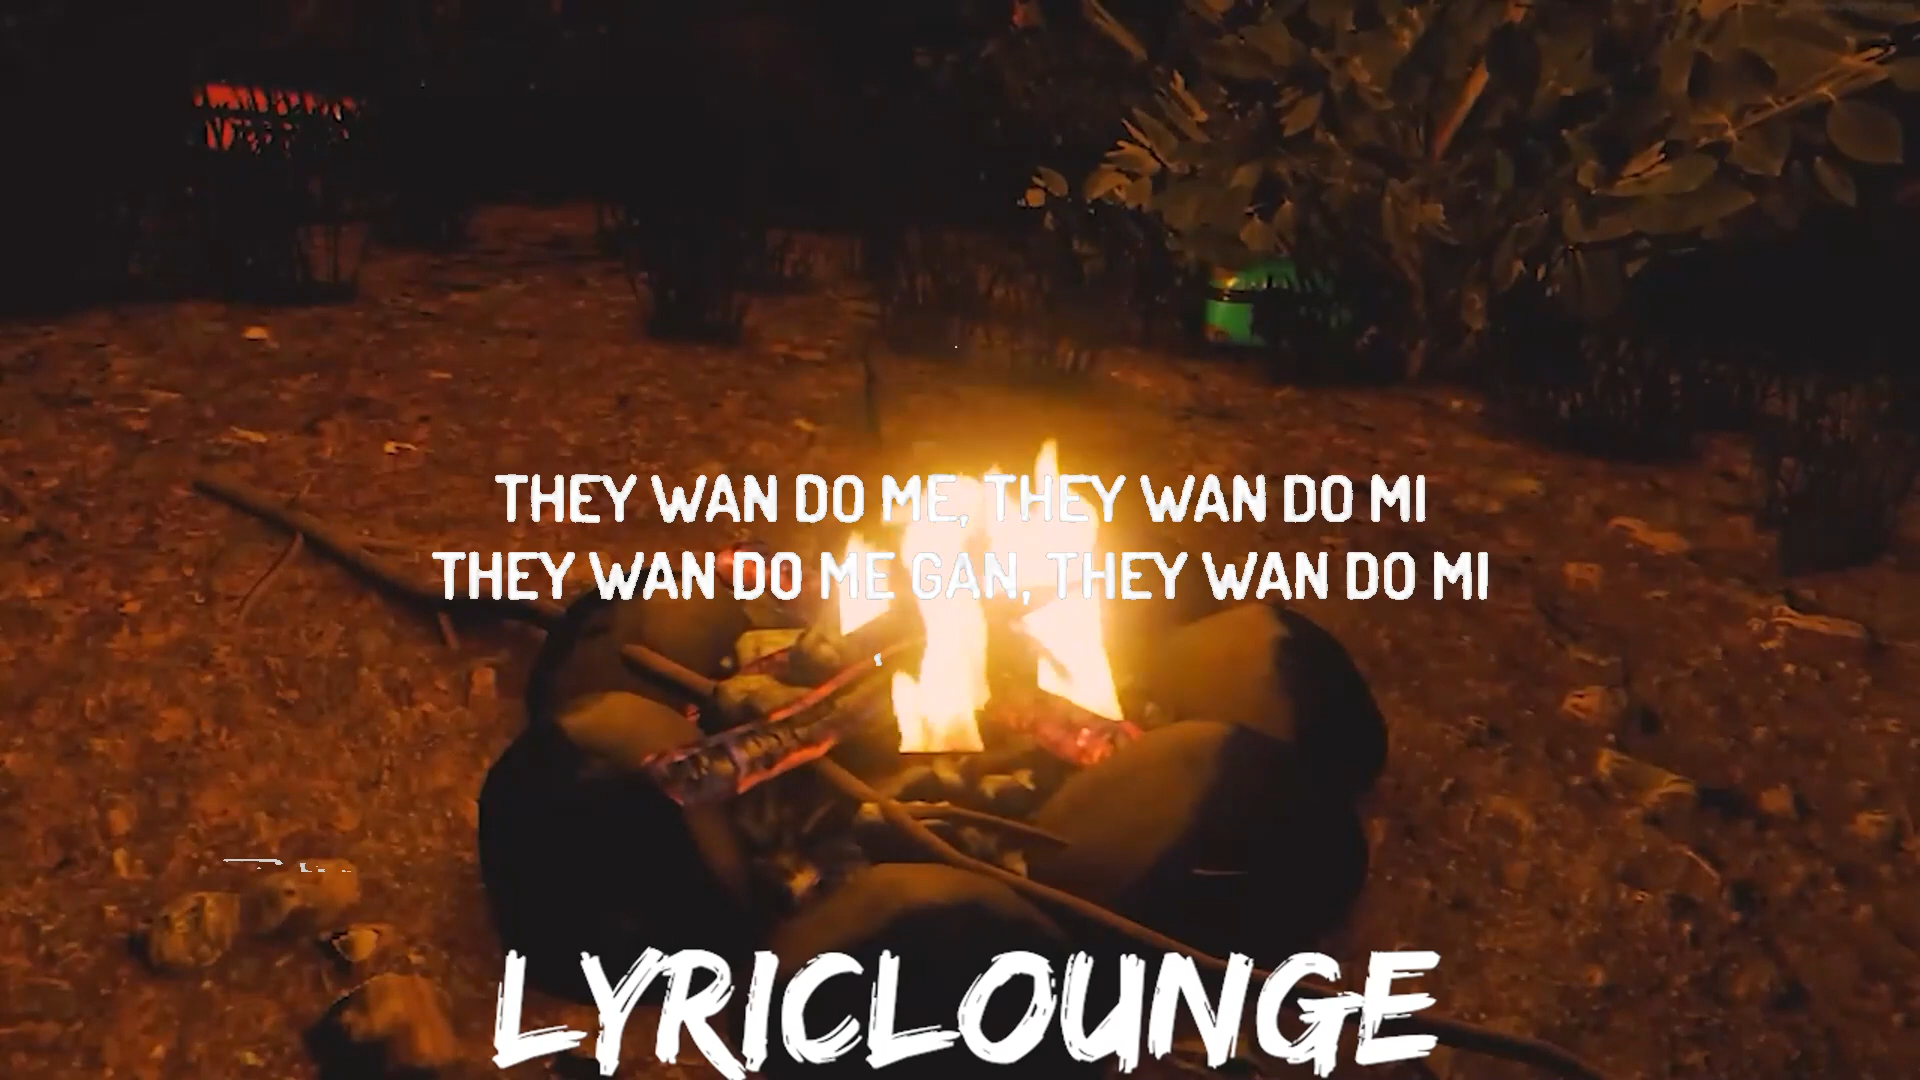 THEY WAN DO ME, THEY WAN DO MI
THEY WAN DO ME GAN, THEY WAN DO MI
LYRICLOUNGE